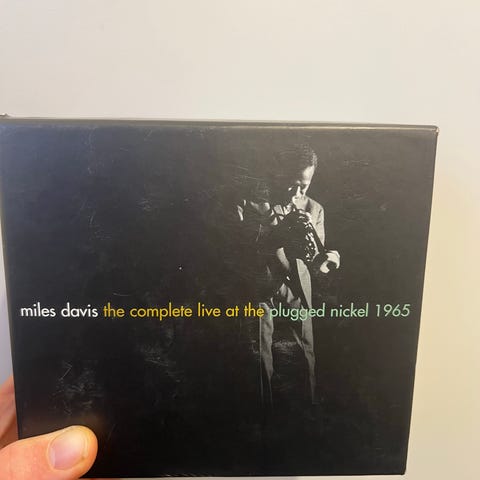 miles davis the complete live at the plugged nickel 1965